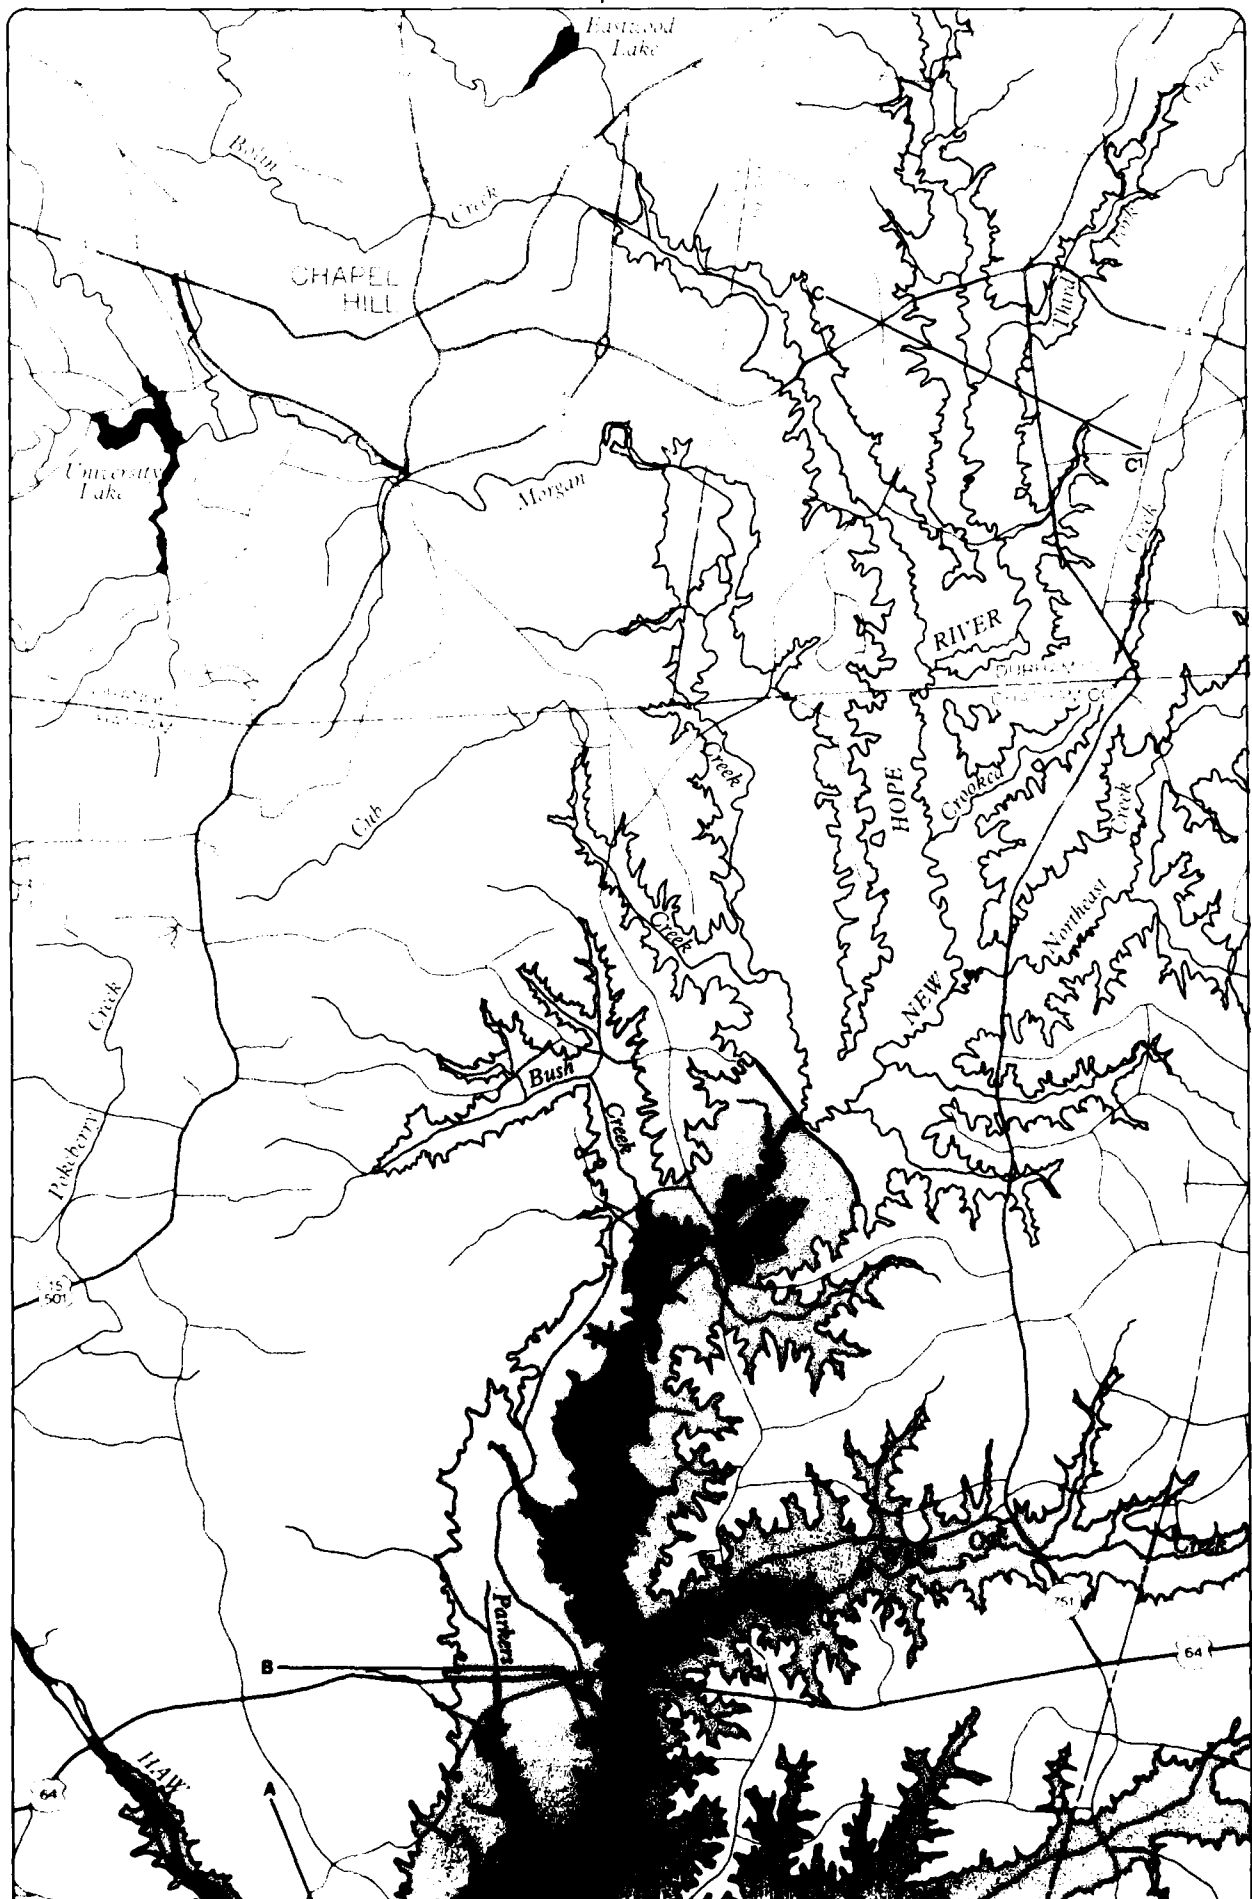 Eastwood
Lake
Creek
Bolin
Creek
CHAPEL
HILL
C
Third
Fork
University
Lake
Morgan
C1
Creek
RIVER
Creek
HOPE
Crooked
Creek
Cub
Creek
Northeast
NEW
Creek
Bush
Creek
Pokeberry
15
501
Creek
751
Parkers
64
B
HAW
A
64